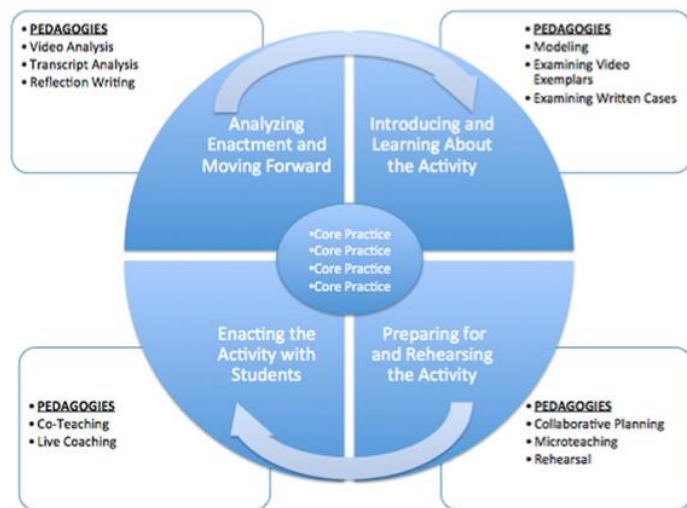 • PEDAGOGIES
• Video Analysis
• Transcript Analysis
• Reflection Writing
• PEDAGOGIES
• Modeling
• Examining Video
Exemplars
• Examining Written Cases
Analyzing
Enactment and
Moving Forward
Introducing and
Learning About
the Activity
•Core Practice
•Core Practice
•Core Practice
•Core Practice
Enacting the
Activity with
Students
Preparing for
and Rehearsing
the Activity
• PEDAGOGIES
• Co-Teaching
• Live Coaching
• PEDAGOGIES
• Collaborative Planning
• Microteaching
• Rehearsal